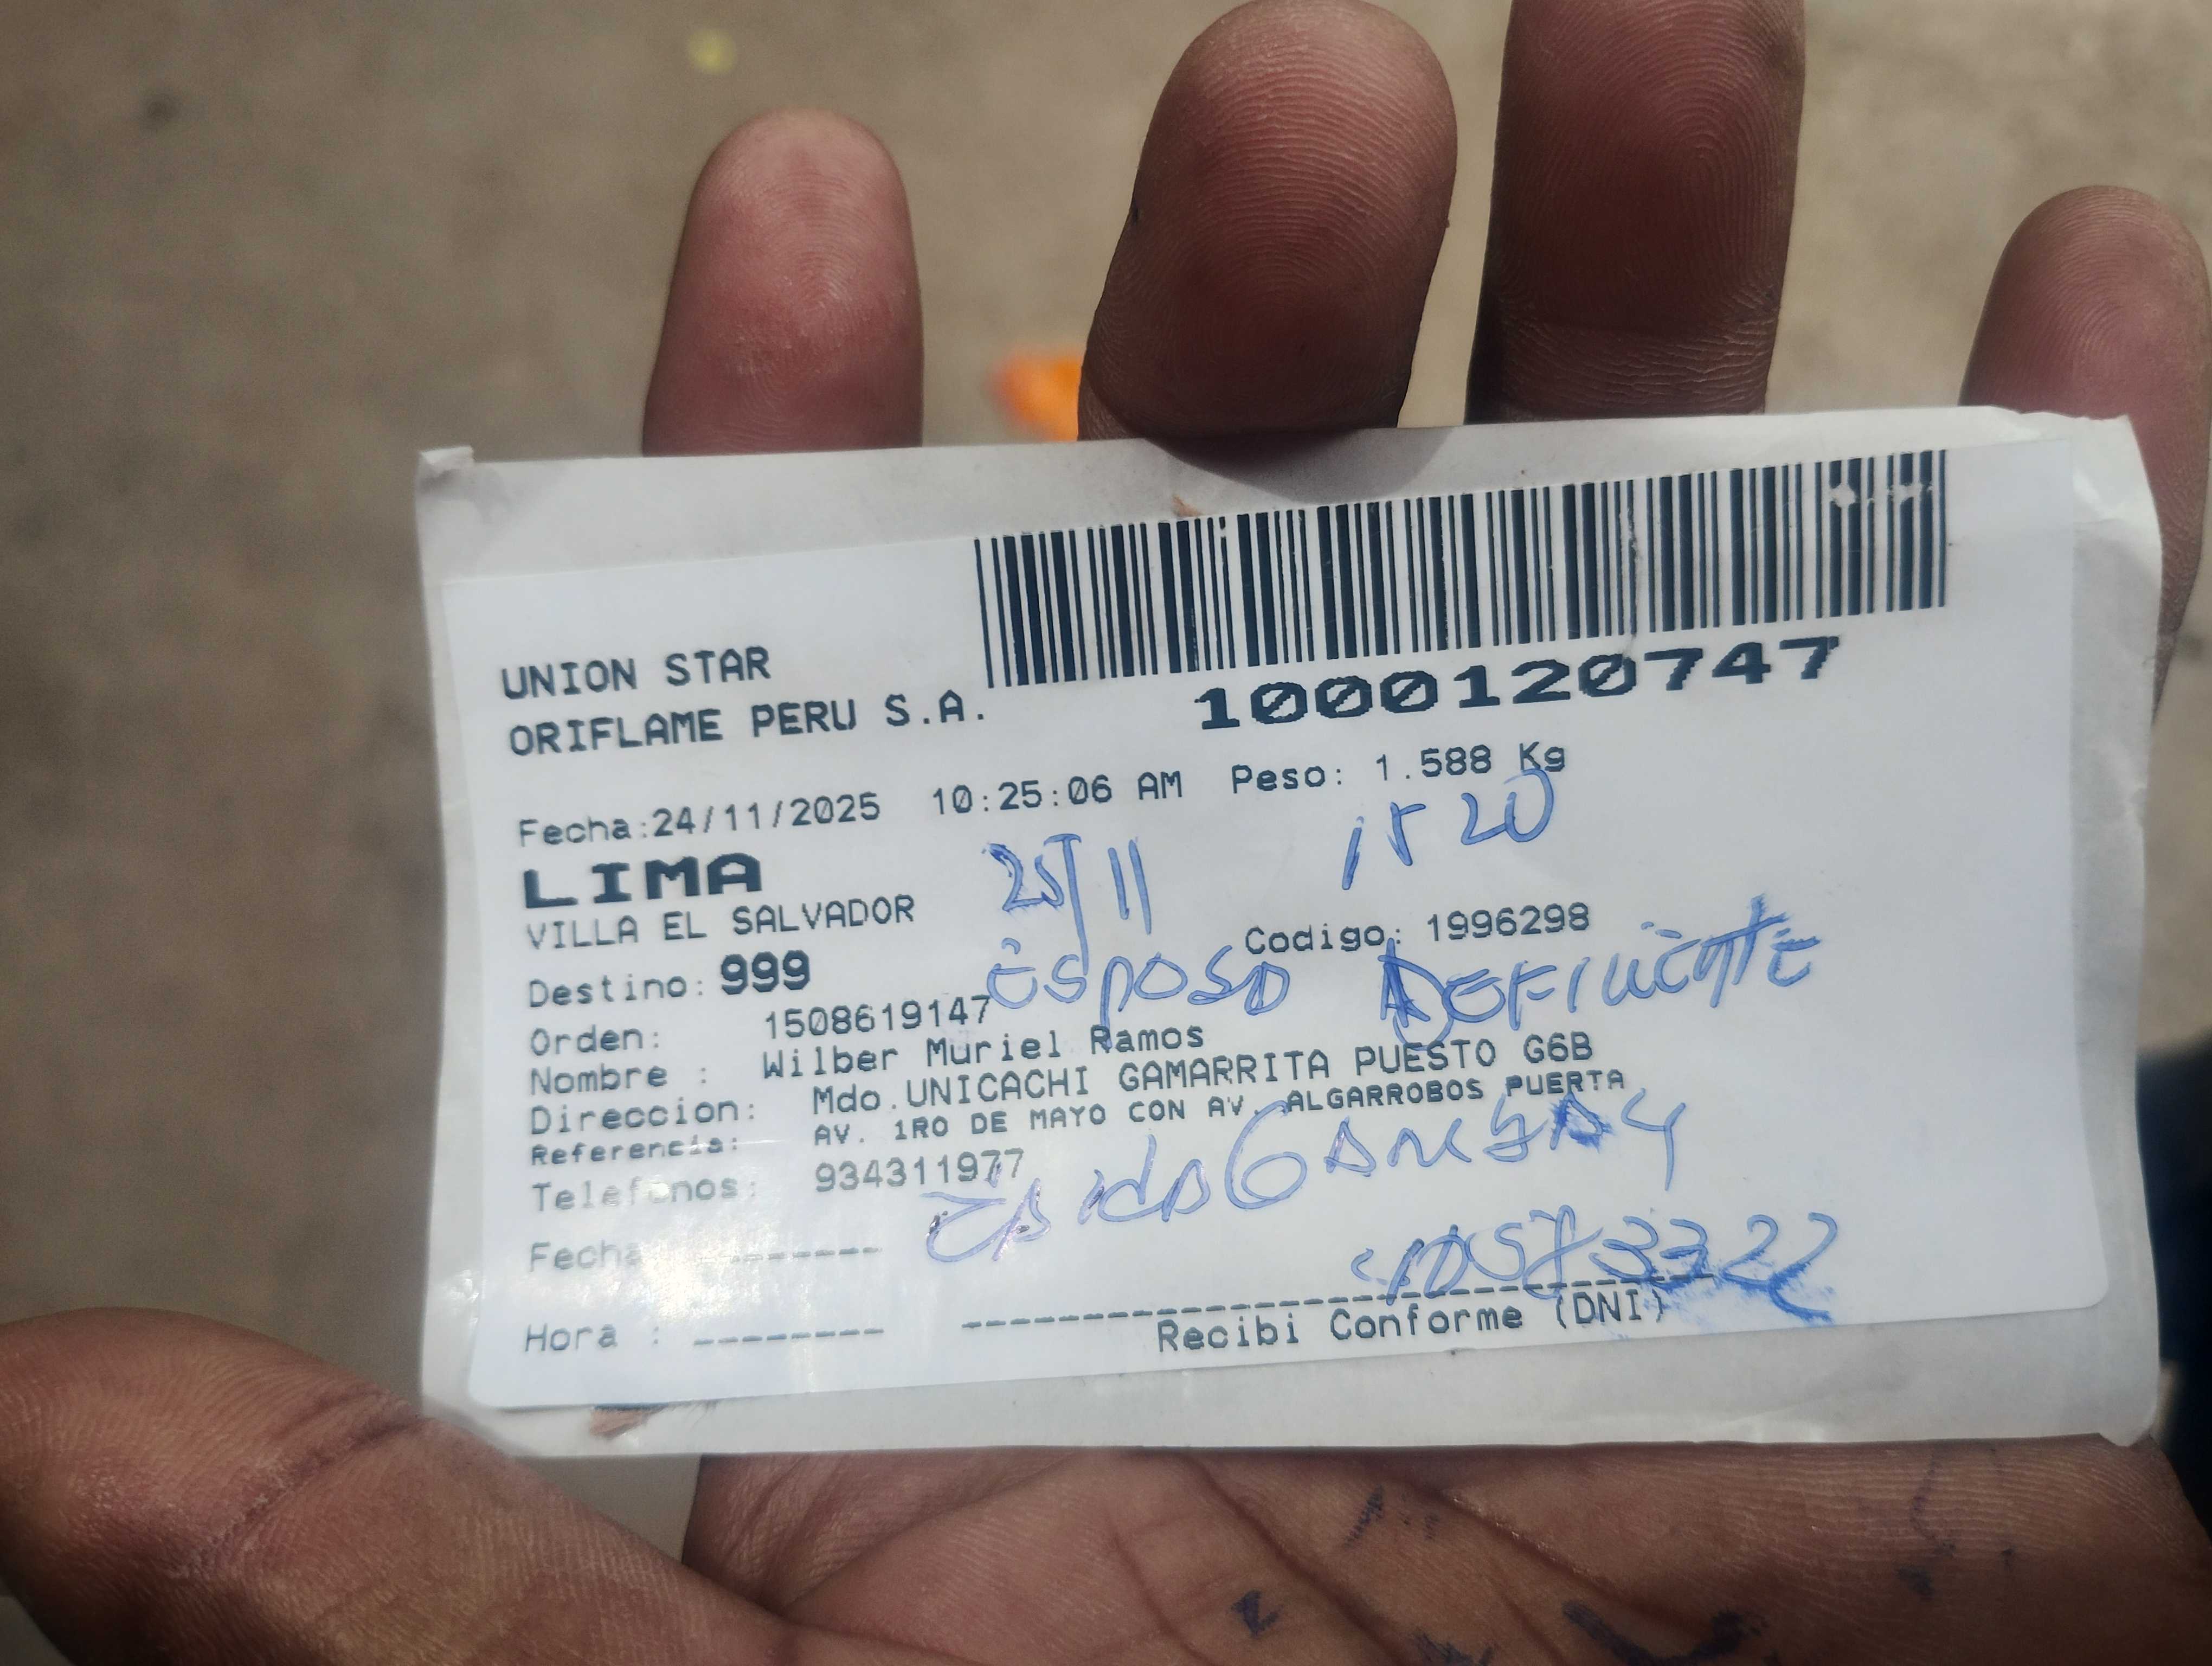 UNION STAR
ORIFLAME PERU S.A.
1000120747
Fecha:24/11/2025 10:25:06 AM Peso: 1.588 Kg
LIMA
25/11 1520
VILLA EL SALVADOR
Codigo: 1996298
Destino: 999
ESPOSO
Orden: 1508619147
Nombre : Wilber Muriel Ramos
Direccion: Mdo.UNICACHI GAMARRITA PUESTO G6B
Referencia: AV. 1RO DE MAYO CON AV. ALGARROBOS PUERTA
Telefonos: 934311977
Fecha
Hora :
Recibi Conforme (DNI)